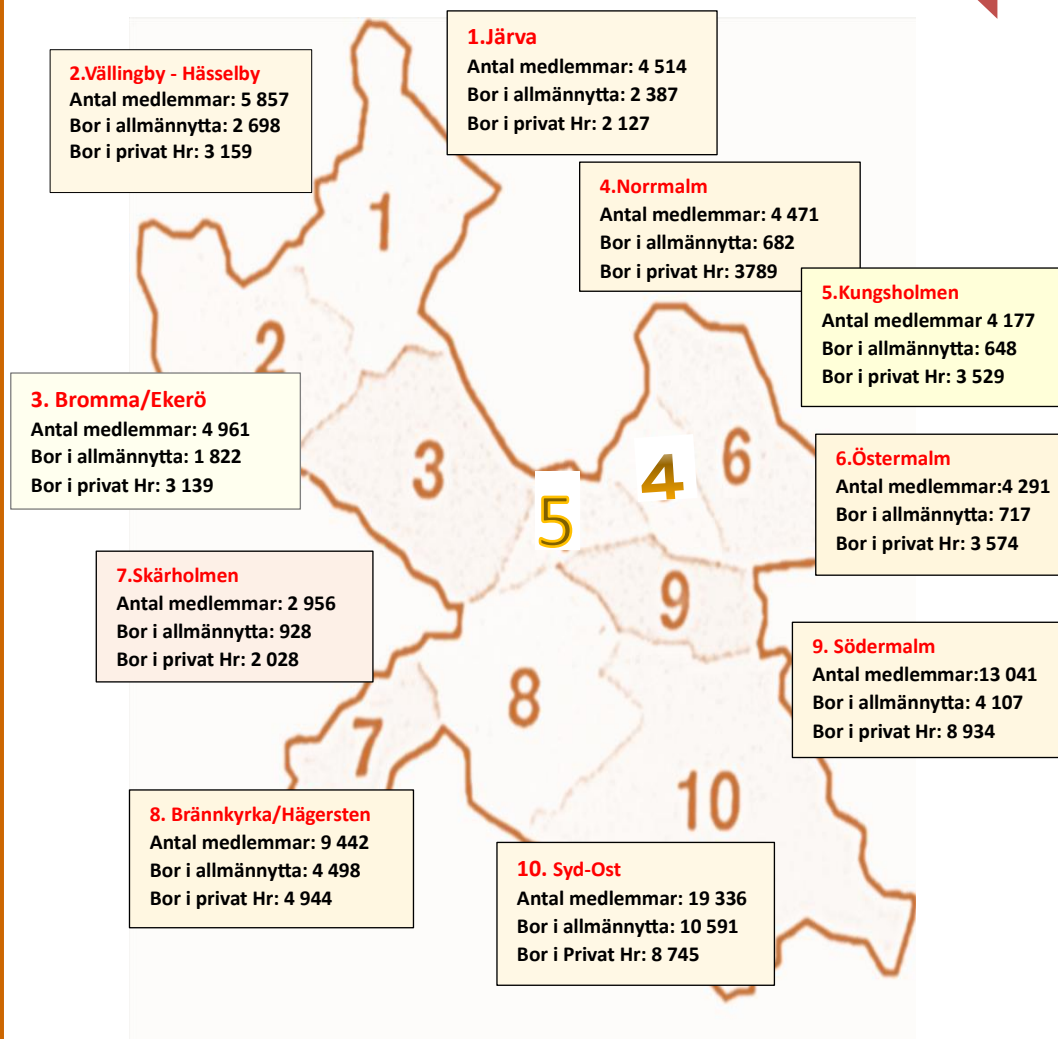 1.Järva
Antal medlemmar: 4 514
Bor i allmännytta: 2 387
Bor i privat Hr: 2 127
2.Vällingby - Hässelby
Antal medlemmar: 5 857
Bor i allmännytta: 2 698
Bor i privat Hr: 3 159
4.Norrmalm
Antal medlemmar: 4 471
Bor i allmännytta: 682
Bor i privat Hr: 3789
5.Kungsholmen
Antal medlemmar 4 177
Bor i allmännytta: 648
Bor i privat Hr: 3 529
3. Bromma/Ekerö
Antal medlemmar: 4 961
Bor i allmännytta: 1 822
Bor i privat Hr: 3 139
6.Östermalm
Antal medlemmar:4 291
Bor i allmännytta: 717
Bor i privat Hr: 3 574
7.Skärholmen
Antal medlemmar: 2 956
Bor i allmännytta: 928
Bor i privat Hr: 2 028
9. Södermalm
Antal medlemmar:13 041
Bor i allmännytta: 4 107
Bor i privat Hr: 8 934
8. Brännkyrka/Hägersten
Antal medlemmar: 9 442
Bor i allmännytta: 4 498
Bor i privat Hr: 4 944
10. Syd-Ost
Antal medlemmar: 19 336
Bor i allmännytta: 10 591
Bor i Privat Hr: 8 745
1
2
3
4
6
5
9
8
7
10